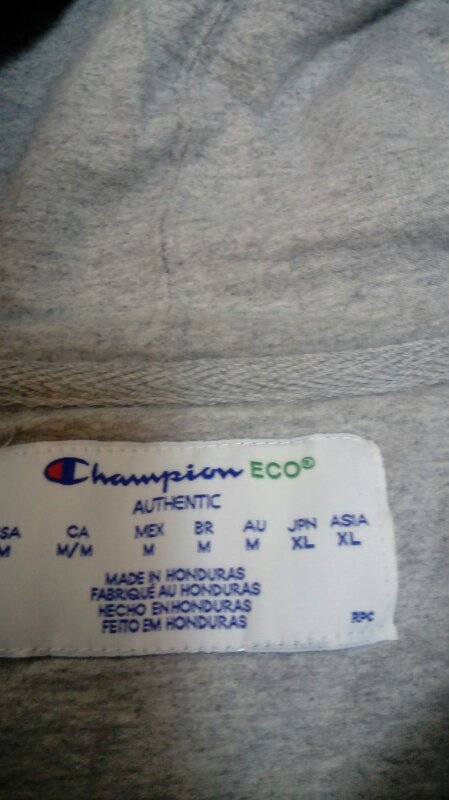 Champion ECO®
AUTHENTIC
SA CA MEX BR AU JPN ASIA
M M/M M M M XL XL
MADE IN HONDURAS
FABRIQUÉ AU HONDURAS
HECHO EN HONDURAS
FEITO EM HONDURAS
RPC